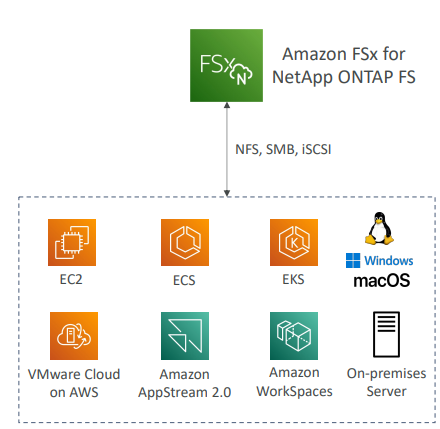 FSx
N
Amazon FSx for
NetApp ONTAP FS
NFS, SMB, iSCSI
EC2
ECS
K
EKS
Windows
macOS
VMware Cloud
on AWS
Amazon
AppStream 2.0
Amazon
WorkSpaces
On-premises
Server